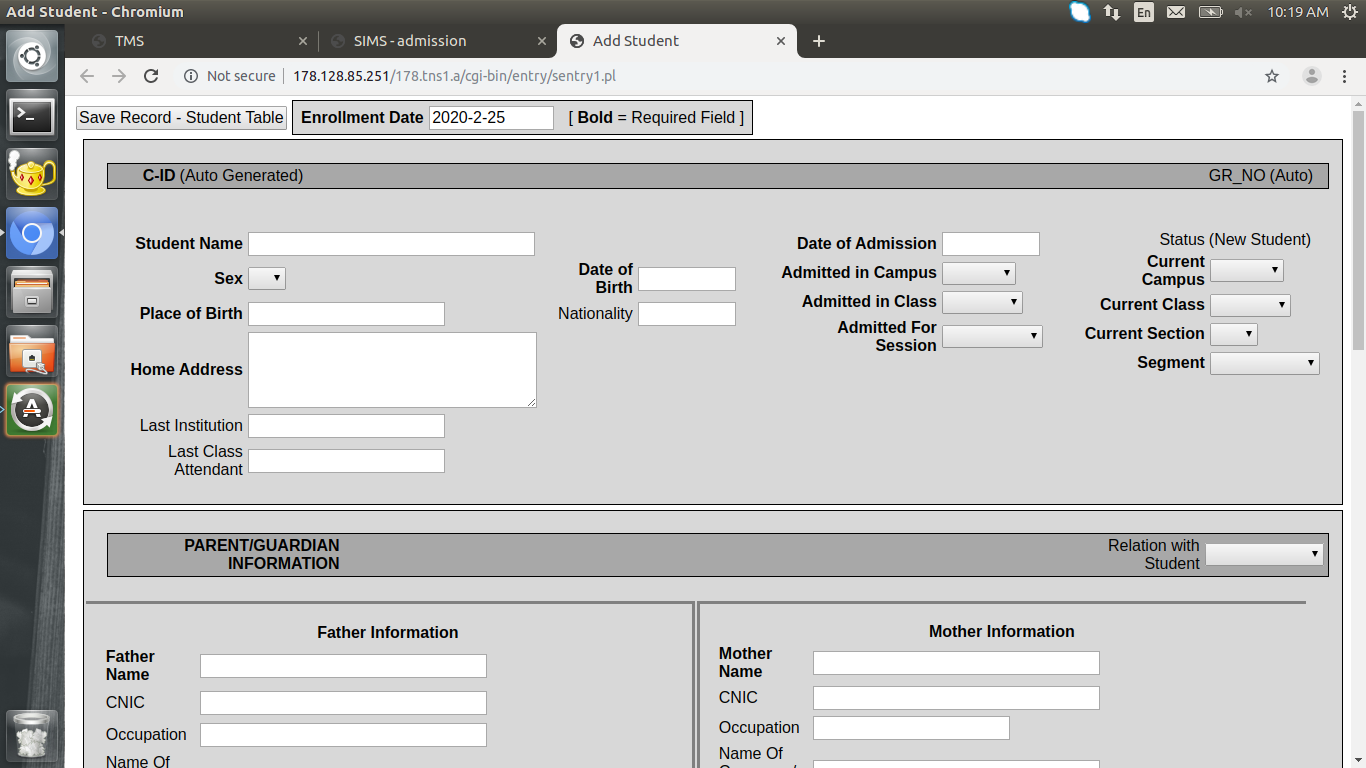 Add Student - Chromium
En
10:19 AM
TMS
SIMS - admission
Add Student
Not secure
178.128.85.251/178.tns1.a/cgi-bin/entry/sentry1.pl
Save Record - Student Table
Enrollment Date 2020-2-25 [ Bold = Required Field ]
C-ID (Auto Generated)
GR_NO (Auto)
Student Name
Sex
Date of
Birth
Place of Birth
Nationality
Home Address
Last Institution
Last Class
Attendant
Date of Admission
Admitted in Campus
Admitted in Class
Admitted For
Session
Status (New Student)
Current
Campus
Current Class
Current Section
Segment
PARENT/GUARDIAN
INFORMATION
Relation with
Student
Father Information
Father
Name
CNIC
Occupation
Name Of
Mother Information
Mother
Name
CNIC
Occupation
Name Of